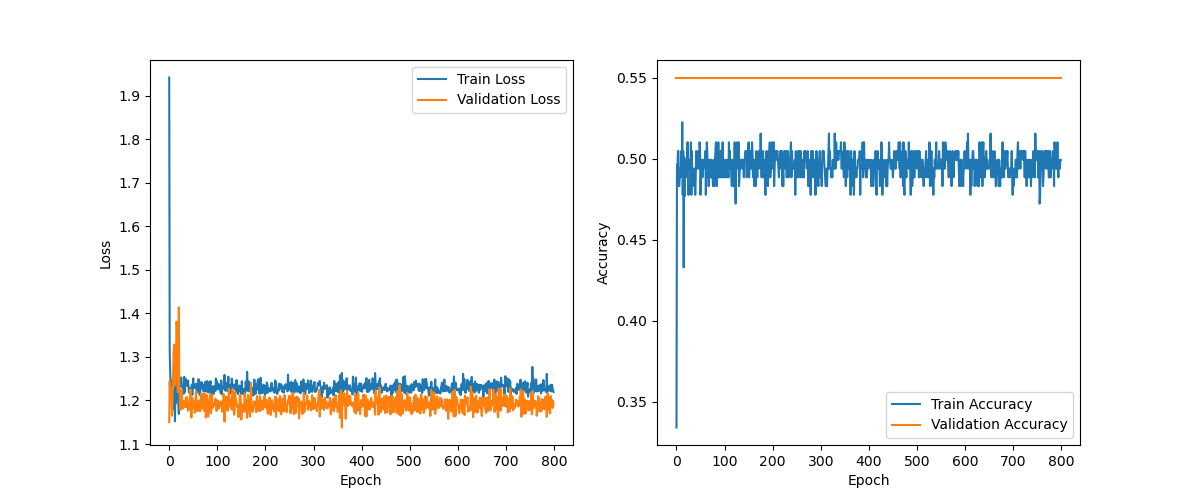 Train Loss
Validation Loss
1.9
1.8
1.7
1.6
1.5
1.4
1.3
1.2
1.1
Loss
0 100 200 300 400 500 600 700 800
Epoch
0.55
0.50
0.45
0.40
0.35
Accuracy
Train Accuracy
Validation Accuracy
0 100 200 300 400 500 600 700 800
Epoch